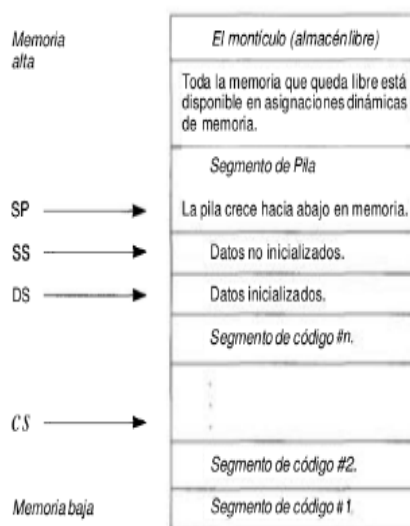 Memoria
alta
El montículo (almacén libre)
Toda la memoria que queda libre está
disponible en asignaciones dinámicas
de memoria.
Segmento de Pila
SP
La pila crece hacia abajo en memoria.
SS
Datos no inicializados.
DS
Datos inicializados.
Segmento de código #n.
CS
Segmento de código #2.
Memoria baja
Segmento de código #1.